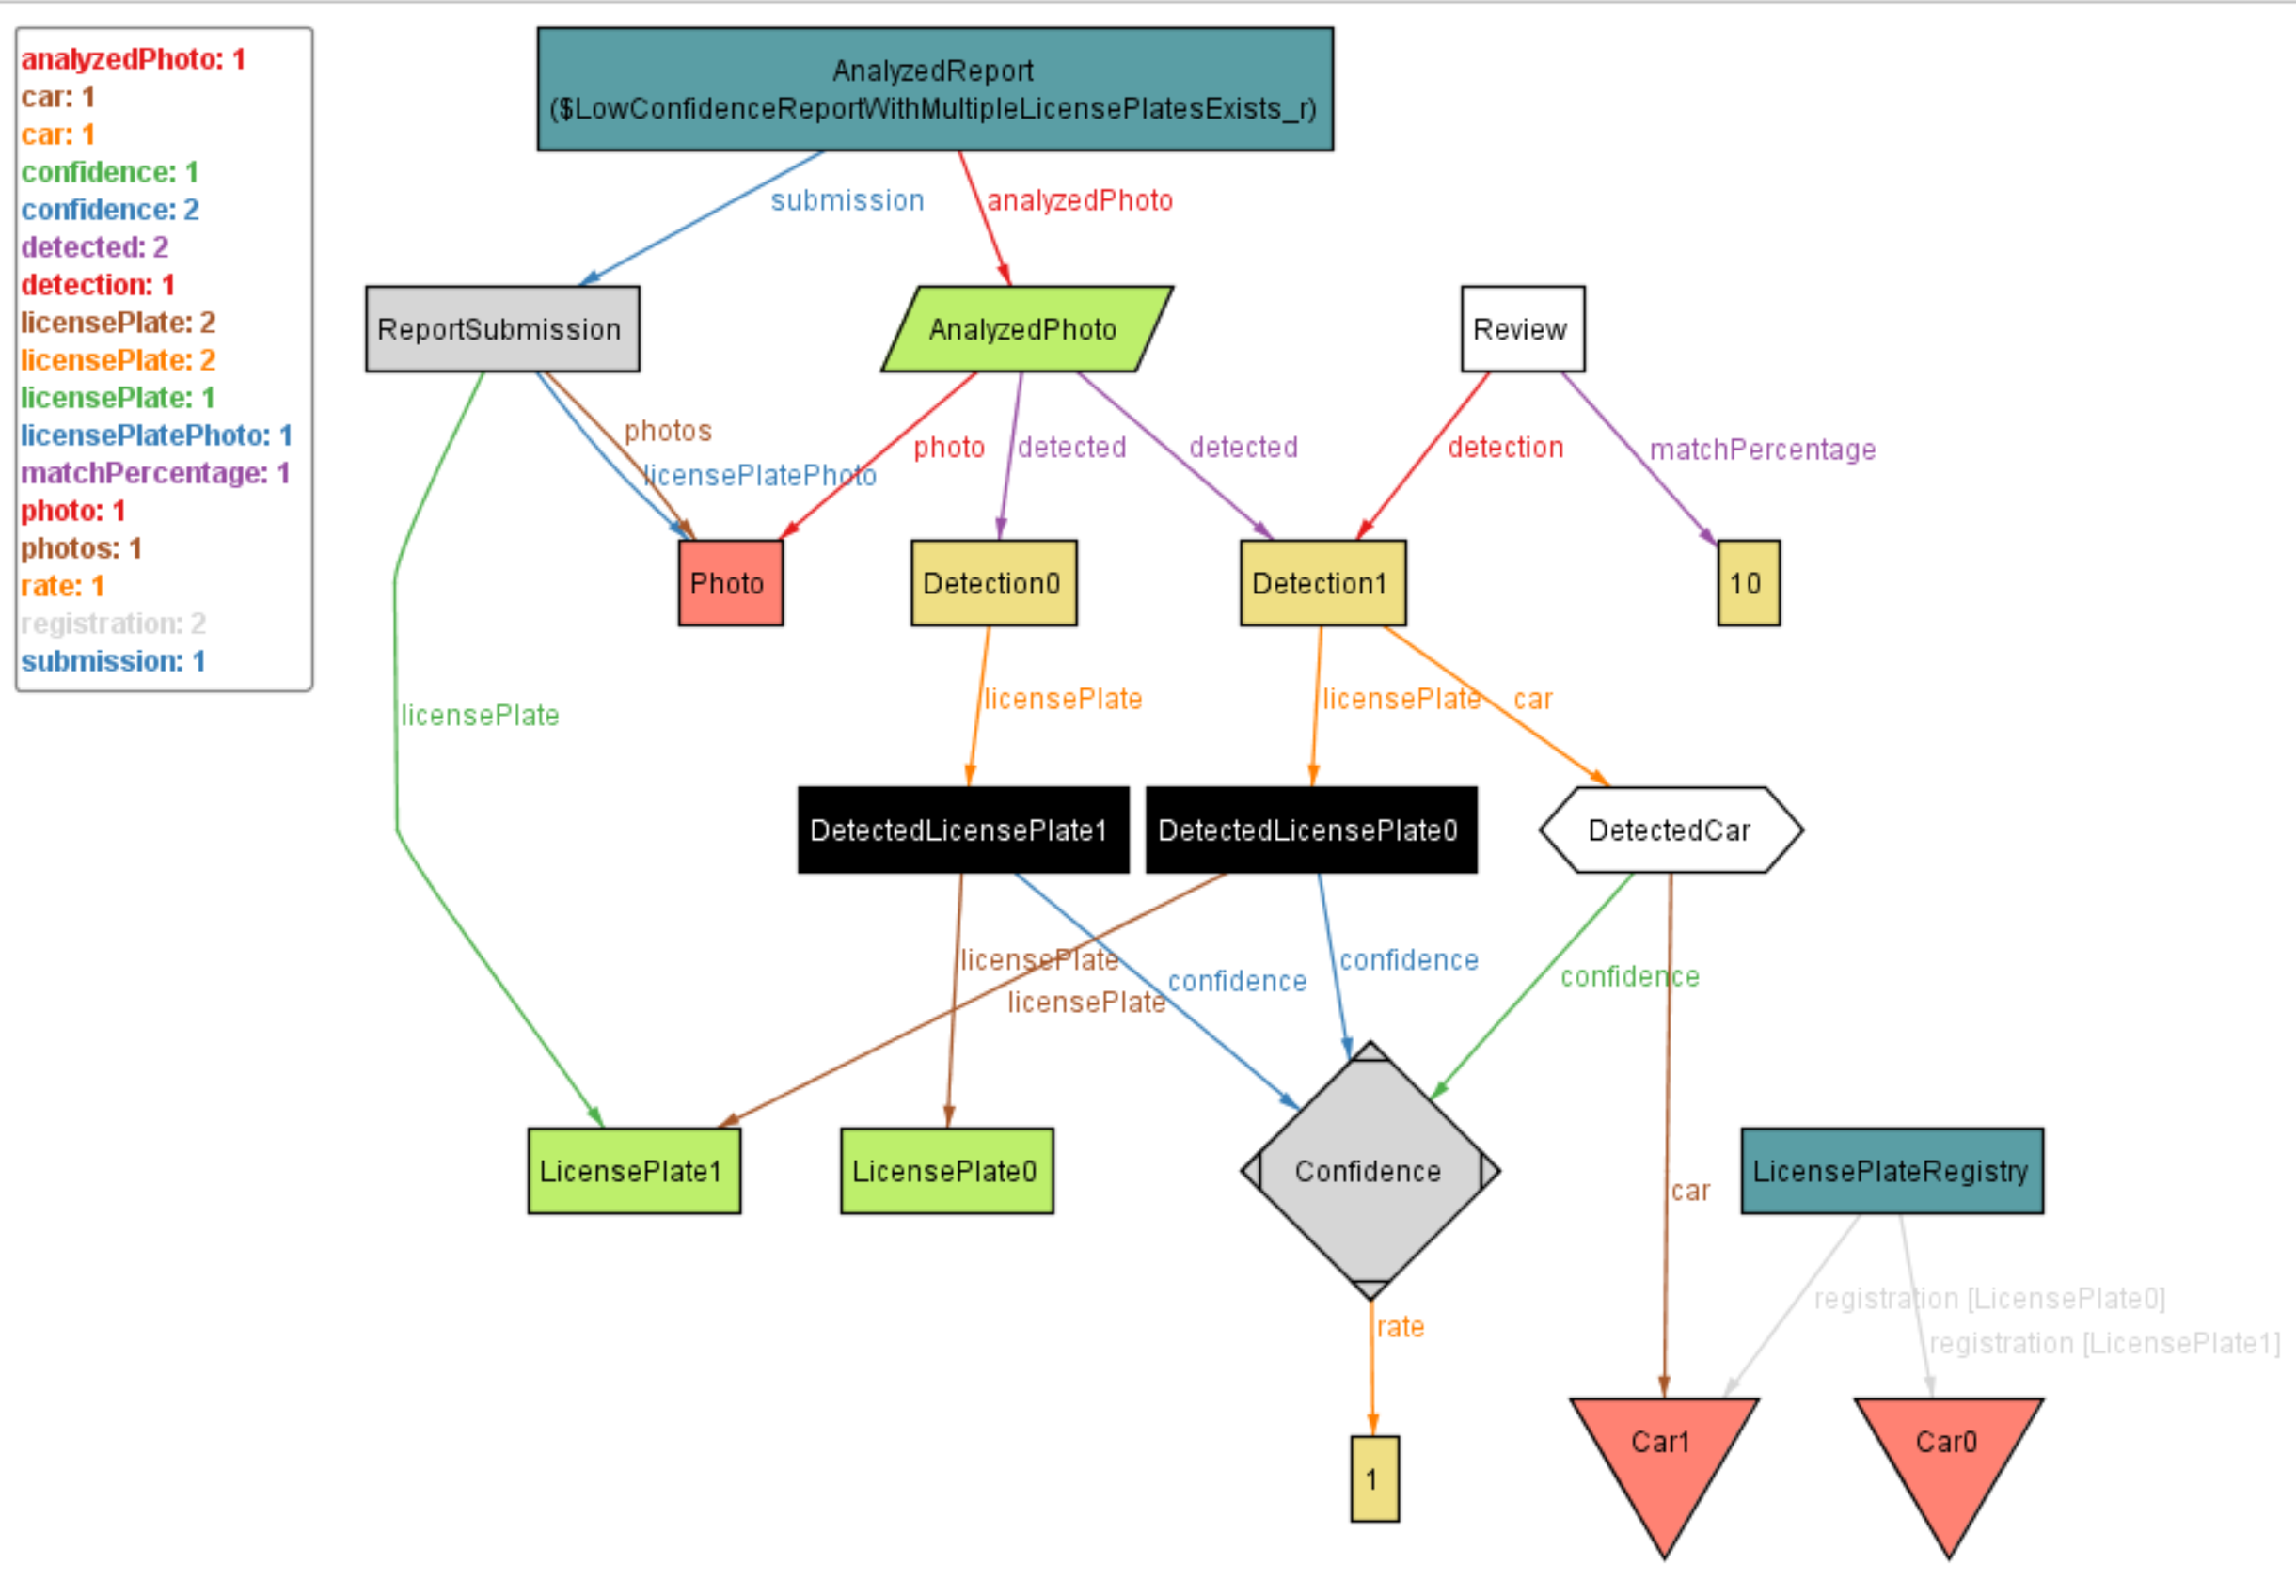 analyzedPhoto: 1
car: 1
car: 1
confidence: 1
confidence: 2
detected: 2
detection: 1
licensePlate: 2
licensePlate: 2
licensePlate: 1
licensePlatePhoto: 1
matchPercentage: 1
photo: 1
photos: 1
rate: 1
registration: 2
submission: 1
AnalyzedReport
($LowConfidenceReportWithMultipleLicensePlatesExists_r)
submission
analyzedPhoto
ReportSubmission
AnalyzedPhoto
Review
photos
licensePlatePhoto
photo
detected
detected
detection
matchPercentage
Photo
Detection0
Detection1
10
licensePlate
licensePlate
licensePlate
car
DetectedLicensePlate1
DetectedLicensePlate0
DetectedCar
licensePlate
licensePlate
confidence
confidence
confidence
LicensePlate1
LicensePlate0
Confidence
car
LicensePlateRegistry
registration [LicensePlate0]
registration [LicensePlate1]
rate
1
Car1
Car0